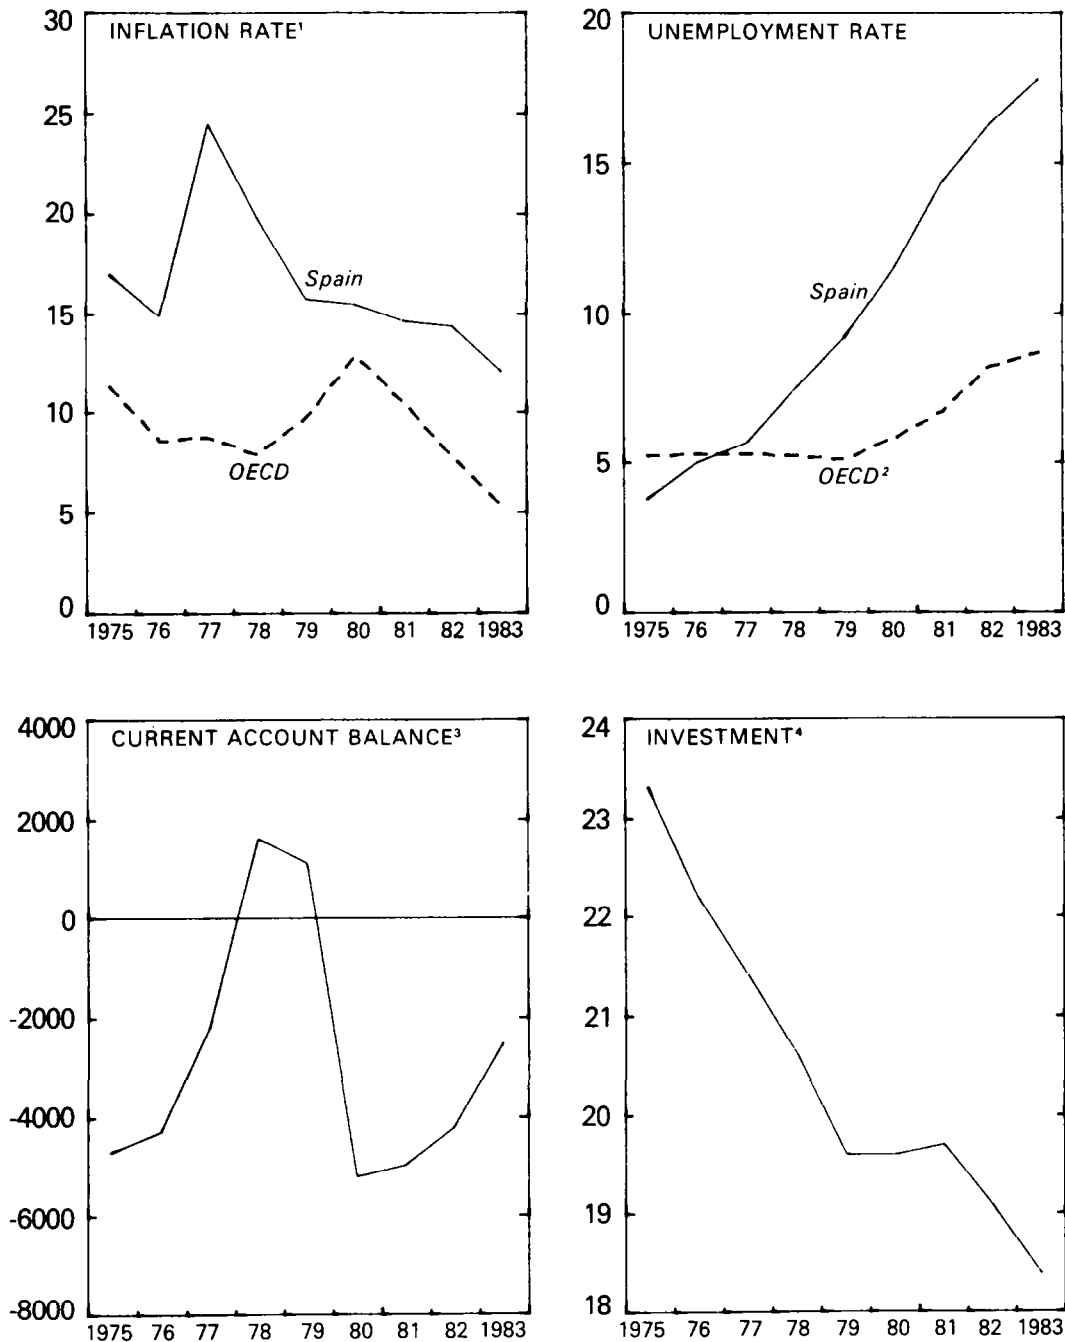 INFLATION RATE¹
30
25
20
15
10
5
0
Spain
OECD
1975 76 77 78 79 80 81 82 1983
UNEMPLOYMENT RATE
20
15
10
5
0
Spain
OECD²
1975 76 77 78 79 80 81 82 1983
CURRENT ACCOUNT BALANCE³
4000
2000
0
-2000
-4000
-6000
-8000
1975 76 77 78 79 80 81 82 1983
INVESTMENT⁴
24
23
22
21
20
19
18
1975 76 77 78 79 80 81 82 1983